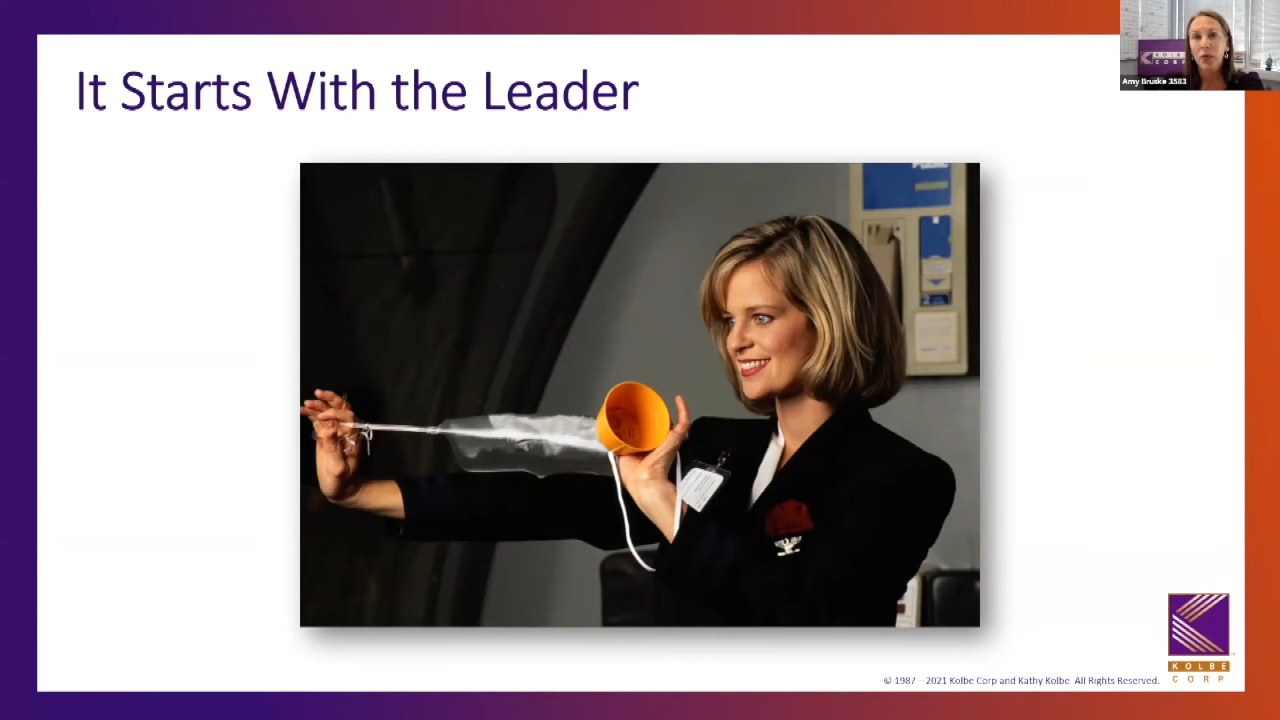 It Starts With the Leader
Amy Bruske 3583
© 1987 – 2021 Kolbe Corp and Kathy Kolbe All Rights Reserved.
KOLBE
CORP